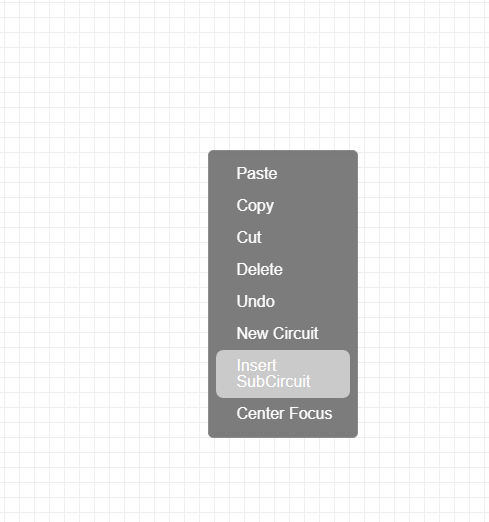 Paste
Copy
Cut
Delete
Undo
New Circuit
Insert
SubCircuit
Center Focus